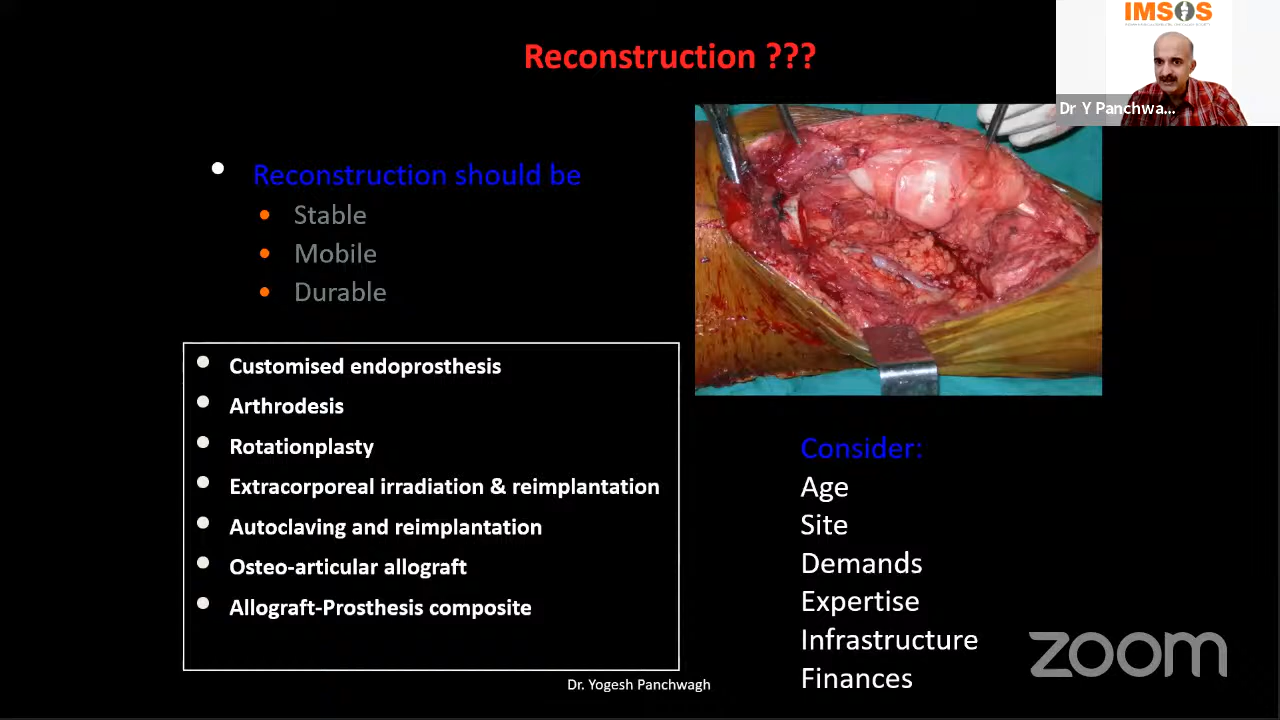 IMSOS
Reconstruction ???
Dr Y Panchwa...
Reconstruction should be
Stable
Mobile
Durable
Customised endoprosthesis
Arthrodesis
Rotationplasty
Extracorporeal irradiation & reimplantation
Autoclaving and reimplantation
Osteo-articular allograft
Allograft-Prosthesis composite
Consider:
Age
Site
Demands
Expertise
Infrastructure
Finances
Dr. Yogesh Panchwagh
zoom